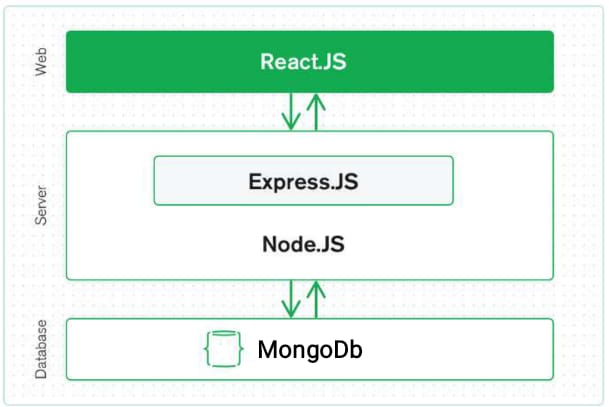 Web
React.JS
Server
Express.JS
Node.JS
Database
MongoDb